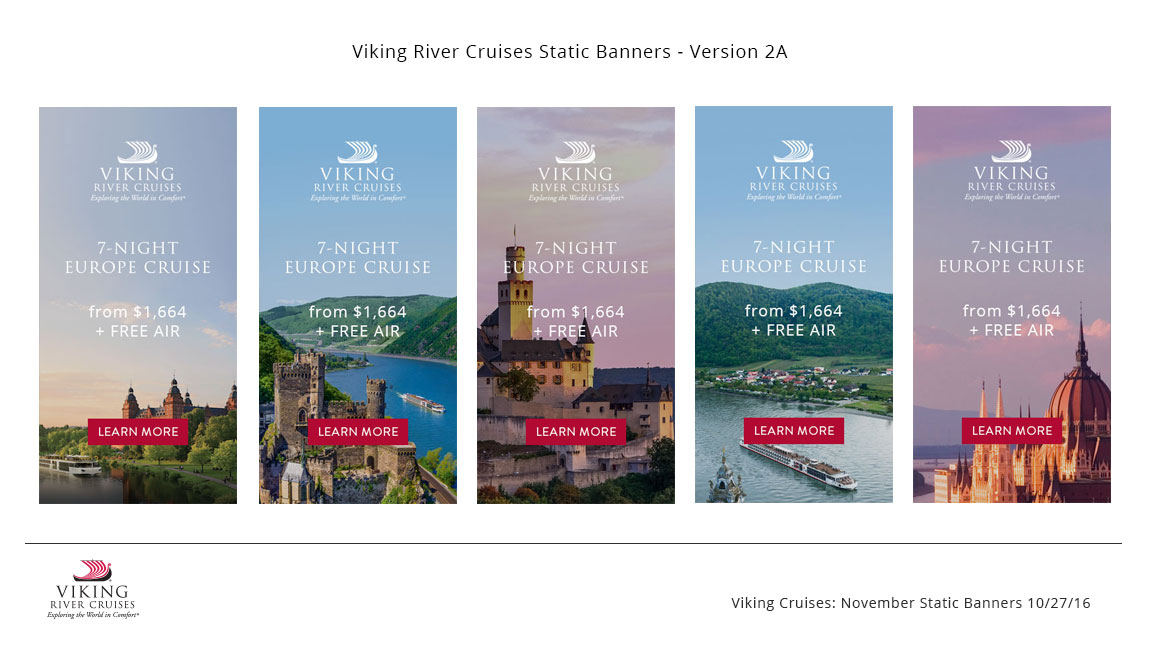 Viking River Cruises Static Banners - Version 2A
VIKING
RIVER CRUISES
Exploring the World in Comfort®
7-NIGHT
EUROPE CRUISE
from $1,664
+ FREE AIR
LEARN MORE
VIKING
RIVER CRUISES
Exploring the World in Comfort®
7-NIGHT
EUROPE CRUISE
from $1,664
+ FREE AIR
LEARN MORE
VIKING
RIVER CRUISES
Exploring the World in Comfort®
7-NIGHT
EUROPE CRUISE
from $1,664
+ FREE AIR
LEARN MORE
VIKING
RIVER CRUISES
Exploring the World in Comfort®
7-NIGHT
EUROPE CRUISE
from $1,664
+ FREE AIR
LEARN MORE
VIKING
RIVER CRUISES
Exploring the World in Comfort®
7-NIGHT
EUROPE CRUISE
from $1,664
+ FREE AIR
LEARN MORE
VIKING
RIVER CRUISES
Exploring the World in Comfort®
Viking Cruises: November Static Banners 10/27/16